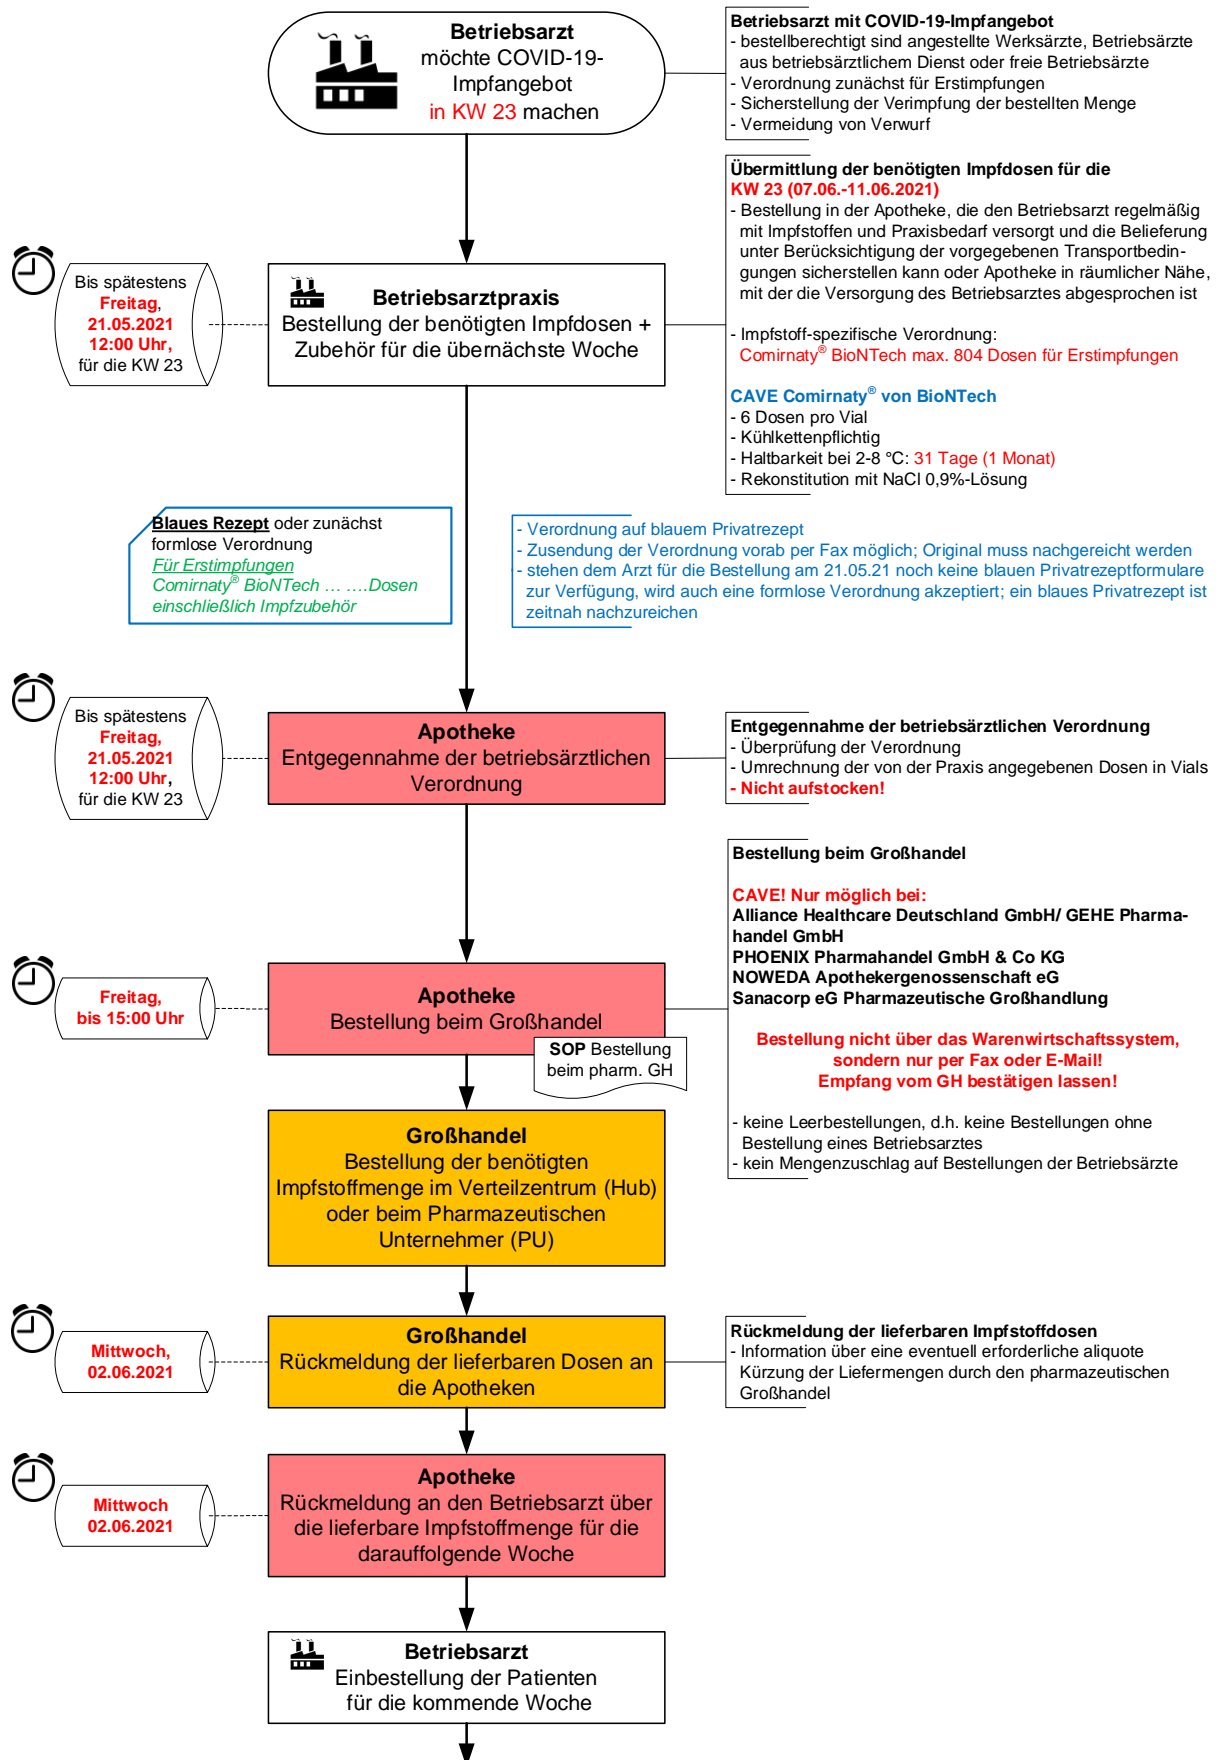 Betriebsarzt
möchte COVID-19-
Impfangebot
in KW 23 machen
Betriebsarzt mit COVID-19-Impfangebot
- bestellberechtigt sind angestellte Werksärzte, Betriebsärzte
aus betriebsärztlichem Dienst oder freie Betriebsärzte
- Verordnung zunächst für Erstimpfungen
- Sicherstellung der Verimpfung der bestellten Menge
- Vermeidung von Verwurf
Bis spätestens
Freitag,
21.05.2021
12:00 Uhr,
für die KW 23
Betriebsarztpraxis
Bestellung der benötigten Impfdosen +
Zubehör für die übernächste Woche
Übermittlung der benötigten Impfdosen für die
KW 23 (07.06.-11.06.2021)
- Bestellung in der Apotheke, die den Betriebsarzt regelmäßig
mit Impfstoffen und Praxisbedarf versorgt und die Belieferung
unter Berücksichtigung der vorgegebenen Transportbedin-
gungen sicherstellen kann oder Apotheke in räumlicher Nähe,
mit der die Versorgung des Betriebsarztes abgesprochen ist
- Impfstoff-spezifische Verordnung:
Comirnaty® BioNTech max. 804 Dosen für Erstimpfungen
CAVE Comirnaty® von BioNTech
- 6 Dosen pro Vial
- Kühlkettenpflichtig
- Haltbarkeit bei 2-8 °C: 31 Tage (1 Monat)
- Rekonstitution mit NaCl 0,9%-Lösung
Blaues Rezept oder zunächst
formlose Verordnung
Für Erstimpfungen
Comirnaty® BioNTech … ….Dosen
einschließlich Impfzubehör
- Verordnung auf blauem Privatrezept
- Zusendung der Verordnung vorab per Fax möglich; Original muss nachgereicht werden
- stehen dem Arzt für die Bestellung am 21.05.21 noch keine blauen Privatrezeptformulare
zur Verfügung, wird auch eine formlose Verordnung akzeptiert; ein blaues Privatrezept ist
zeitnah nachzureichen
Bis spätestens
Freitag,
21.05.2021
12:00 Uhr,
für die KW 23
Apotheke
Entgegennahme der betriebsärztlichen
Verordnung
Entgegennahme der betriebsärztlichen Verordnung
- Überprüfung der Verordnung
- Umrechnung der von der Praxis angegebenen Dosen in Vials
- Nicht aufstocken!
Freitag,
bis 15:00 Uhr
Apotheke
Bestellung beim Großhandel
SOP Bestellung
beim pharm. GH
Bestellung beim Großhandel
CAVE! Nur möglich bei:
Alliance Healthcare Deutschland GmbH/ GEHE Pharma-
handel GmbH
PHOENIX Pharmahandel GmbH & Co KG
NOWEDA Apothekergenossenschaft eG
Sanacorp eG Pharmazeutische Großhandlung
Bestellung nicht über das Warenwirtschaftssystem,
sondern nur per Fax oder E-Mail!
Empfang vom GH bestätigen lassen!
- keine Leerbestellungen, d.h. keine Bestellungen ohne
Bestellung eines Betriebsarztes
- kein Mengenzuschlag auf Bestellungen der Betriebsärzte
Großhandel
Bestellung der benötigten
Impfstoffmenge im Verteilzentrum (Hub)
oder beim Pharmazeutischen
Unternehmer (PU)
Mittwoch,
02.06.2021
Großhandel
Rückmeldung der lieferbaren Dosen an
die Apotheken
Rückmeldung der lieferbaren Impfstoffdosen
- Information über eine eventuell erforderliche aliquote
Kürzung der Liefermengen durch den pharmazeutischen
Großhandel
Mittwoch
02.06.2021
Apotheke
Rückmeldung an den Betriebsarzt über
die lieferbare Impfstoffmenge für die
darauffolgende Woche
Betriebsarzt
Einbestellung der Patienten
für die kommende Woche